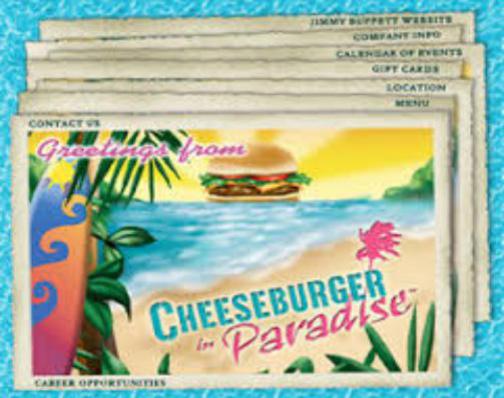 JIMMY BUFFETT WEBSITE
COMPANY INFO
CALENDAR OF EVENTS
GIFT CARDS
LOCATION
MENU
CONTACT US
Greetings from
CHEESEBURGER
in Paradise
CAREER OPPORTUNITIES